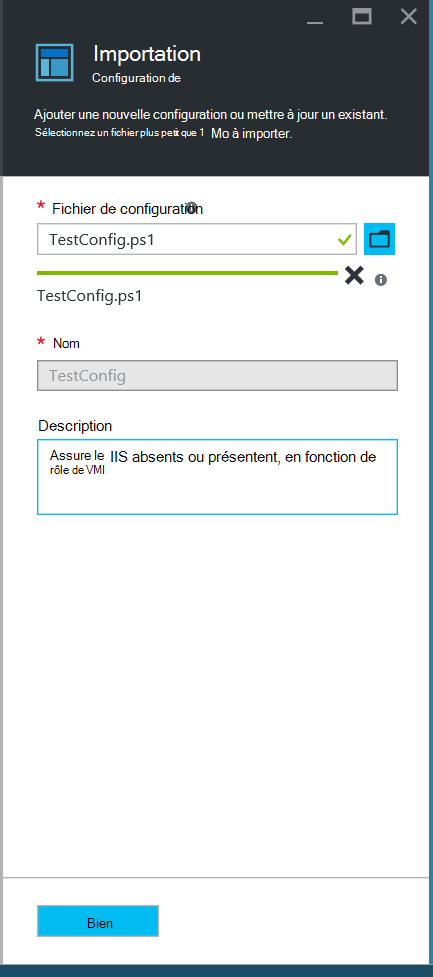 Importation
Configuration de
Ajouter une nouvelle configuration ou mettre à jour un existant.
Sélectionnez un fichier plus petit que 1 Mo à importer.
* Fichier de configuration
TestConfig.ps1
TestConfig.ps1
* Nom
TestConfig
Description
Assure le IIS absents ou présentent, en fonction de
rôle de VMI
Bien